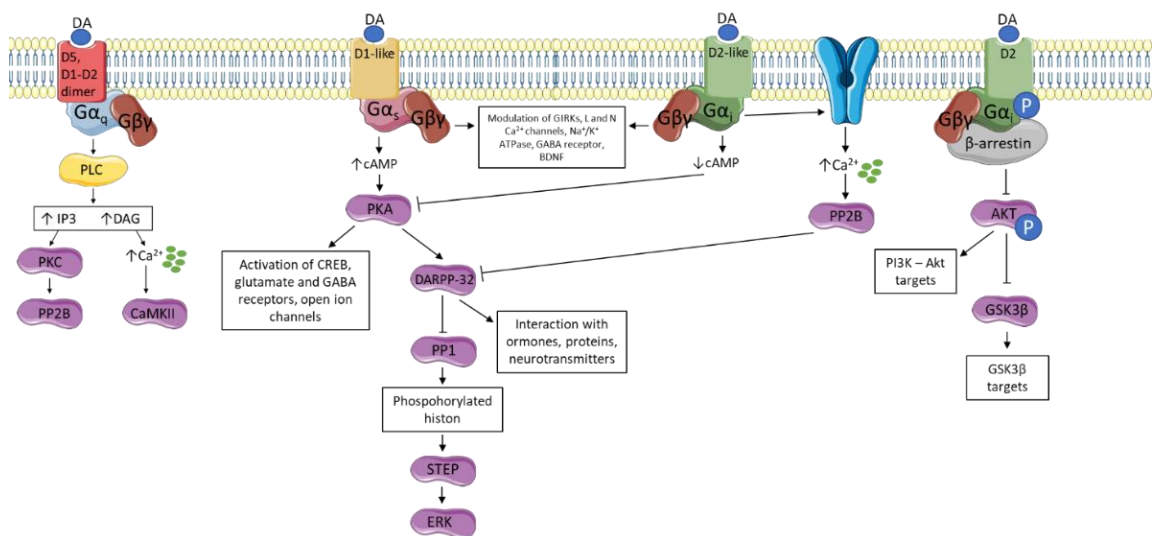 DA
D5,
D1-D2
dimer
Gαq
Gβγ
PLC
↑ IP3 ↑DAG
PKC
↑Ca²⁺
PP2B
CaMKII
DA
D1-like
Gαs
Gβγ
↑cAMP
PKA
Activation of CREB,
glutamate and GABA
receptors, open ion
channels
DARPP-32
PP1
Interaction with
ormones, proteins,
neurotransmitters
Phospohorylated
histon
STEP
ERK
Modulation of GIRKs, L and N
Ca²⁺ channels, Na⁺/K⁺
ATPase, GABA receptor,
BDNF
DA
D2-like
Gβγ
Gαi
↓cAMP
↑Ca²⁺
PP2B
DA
D2
Gβγ
Gαi
P
β-arrestin
AKT
P
PI3K – Akt
targets
GSK3β
GSK3β
targets